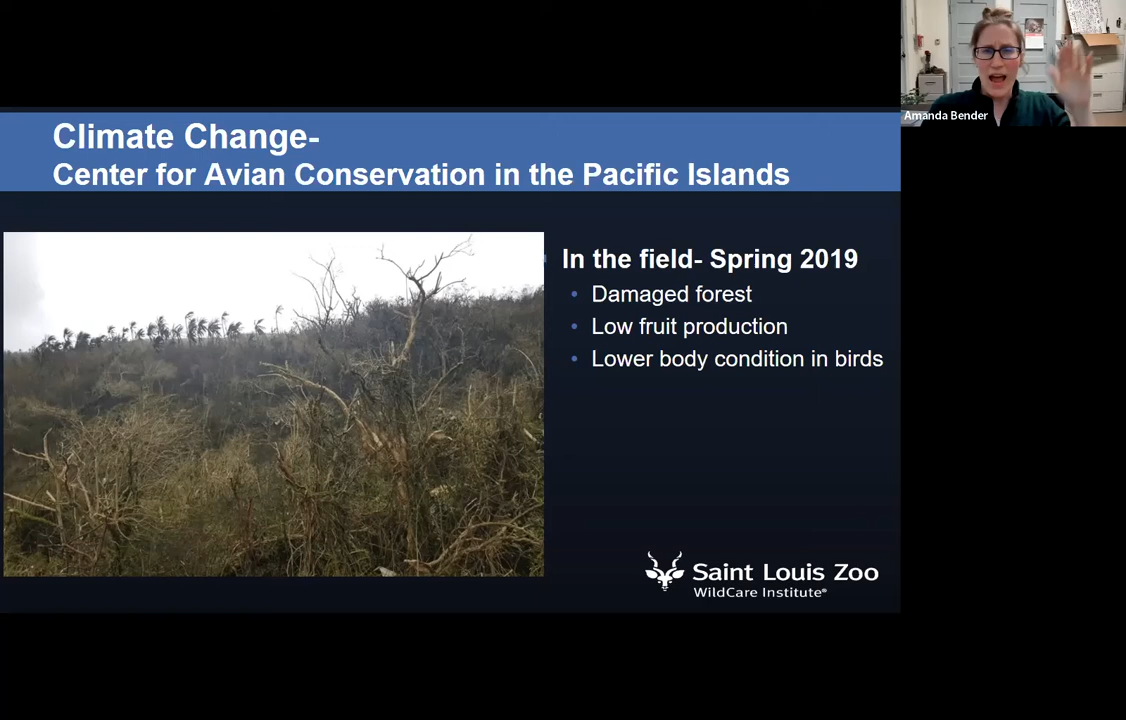 Amanda Bender
Climate Change-
Center for Avian Conservation in the Pacific Islands
In the field- Spring 2019
• Damaged forest
• Low fruit production
• Lower body condition in birds
Saint Louis Zoo
WildCare Institute®